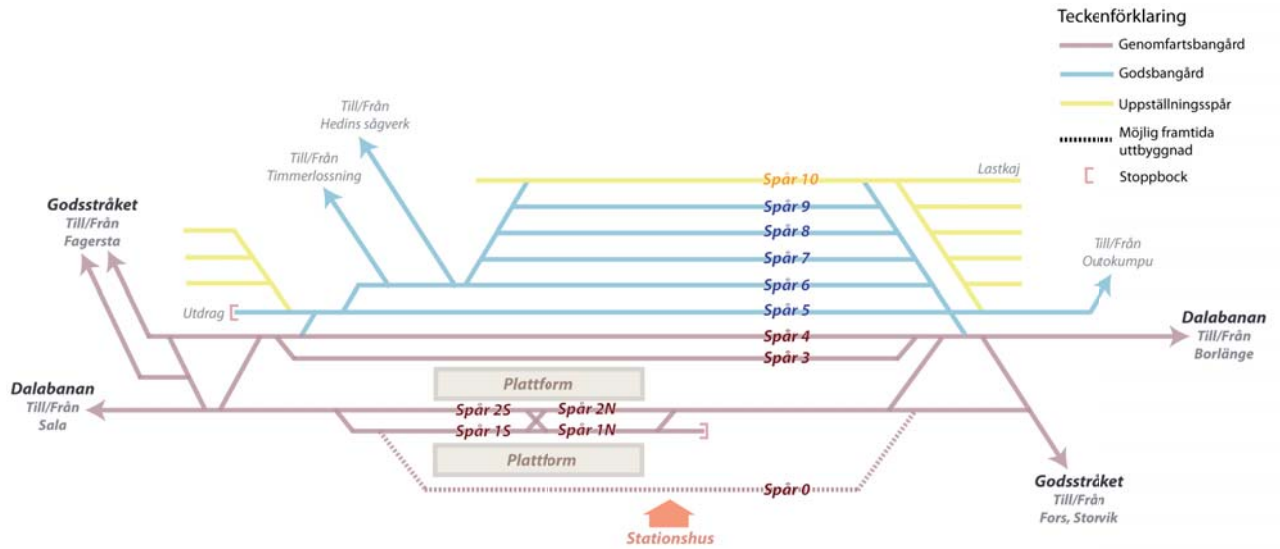 Teckenförklaring
Genomfartsbangård
Godsbangård
Uppställningsspår
Möjlig framtida
uttbyggnad
Stoppbock
Till/Från
Hedins sågverk
Till/Från
Timmerlossning
Godsstråket
Till/Från
Fagersta
Lastkaj
Spår 10
Spår 9
Spår 8
Spår 7
Spår 6
Spår 5
Spår 4
Spår 3
Till/Från
Outokumpu
Utdrag
Dalabanan
Till/Från
Borlänge
Dalabanan
Till/Från
Sala
Plattform
Spår 2S
Spår 2N
Spår 1S
Spår 1N
Plattform
Spår 0
Godsstråket
Till/Från
Fors, Storvik
Stationshus